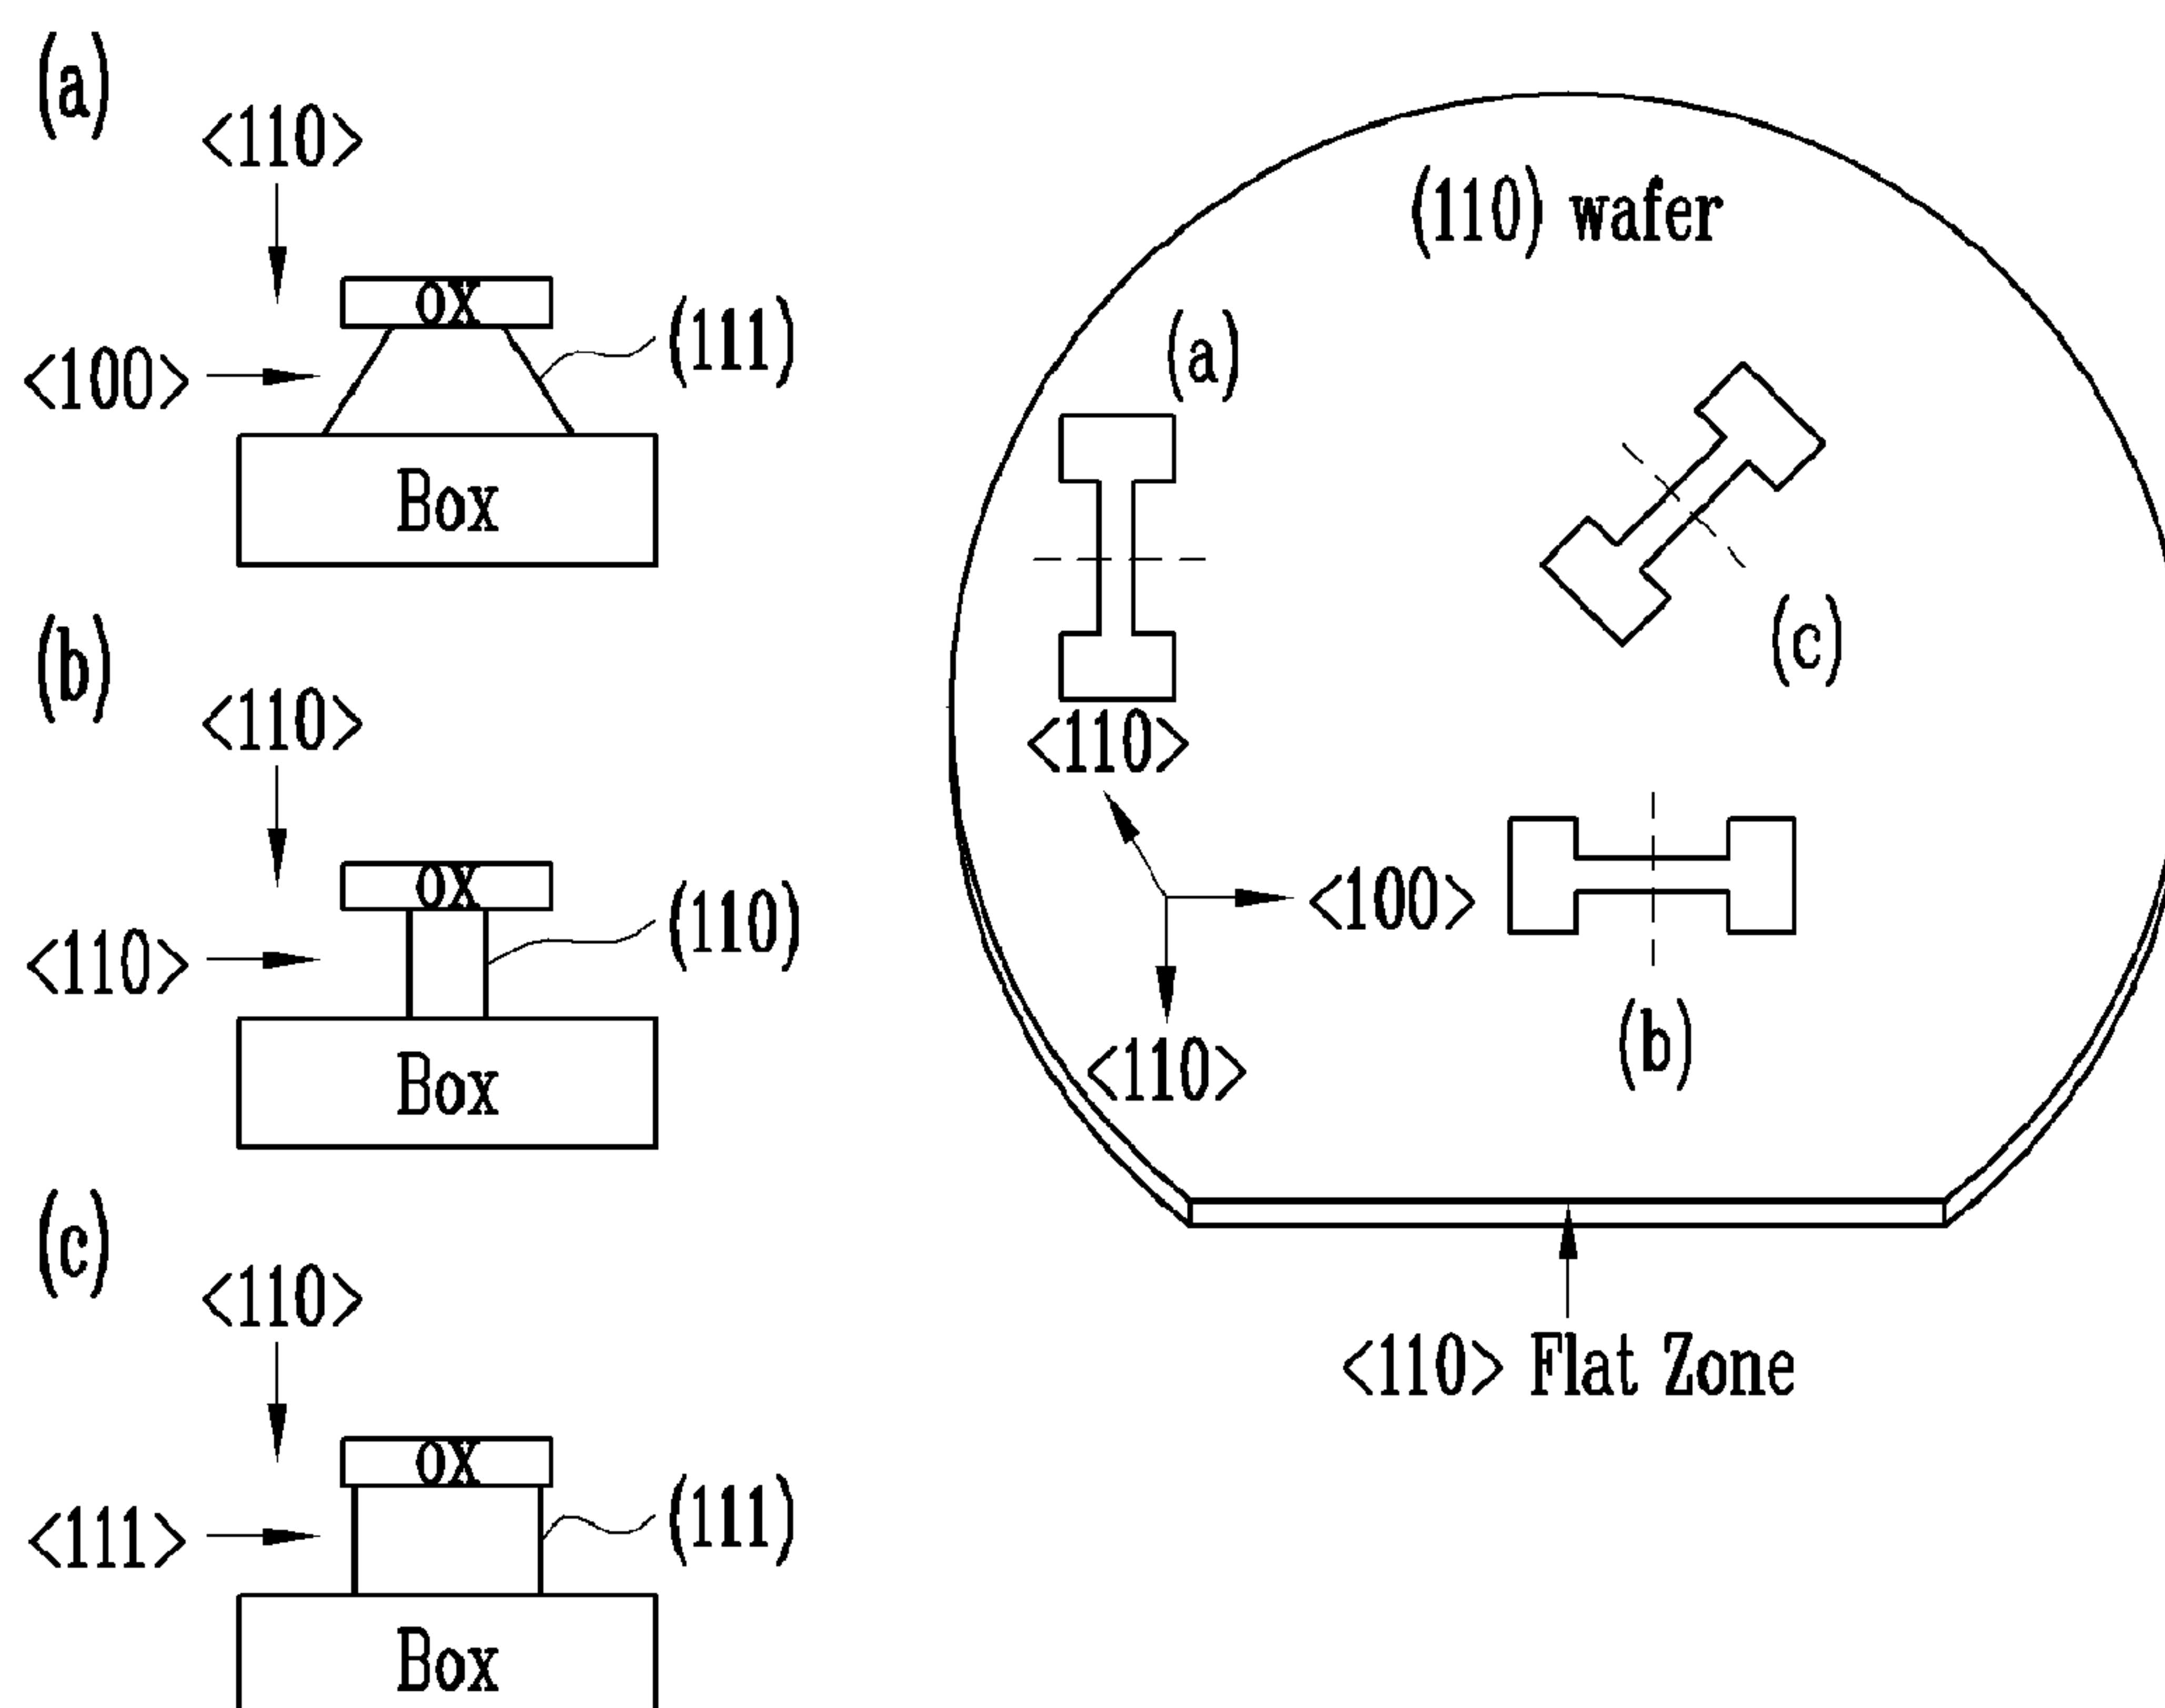 (a)
<110>
OX
<100>
(111)
Box
(b)
<110>
OX
<110>
(110)
Box
(c)
<110>
OX
<111>
(111)
Box
(110) wafer
(a)
(c)
<110>
<100>
<110>
(b)
<110> Flat Zone